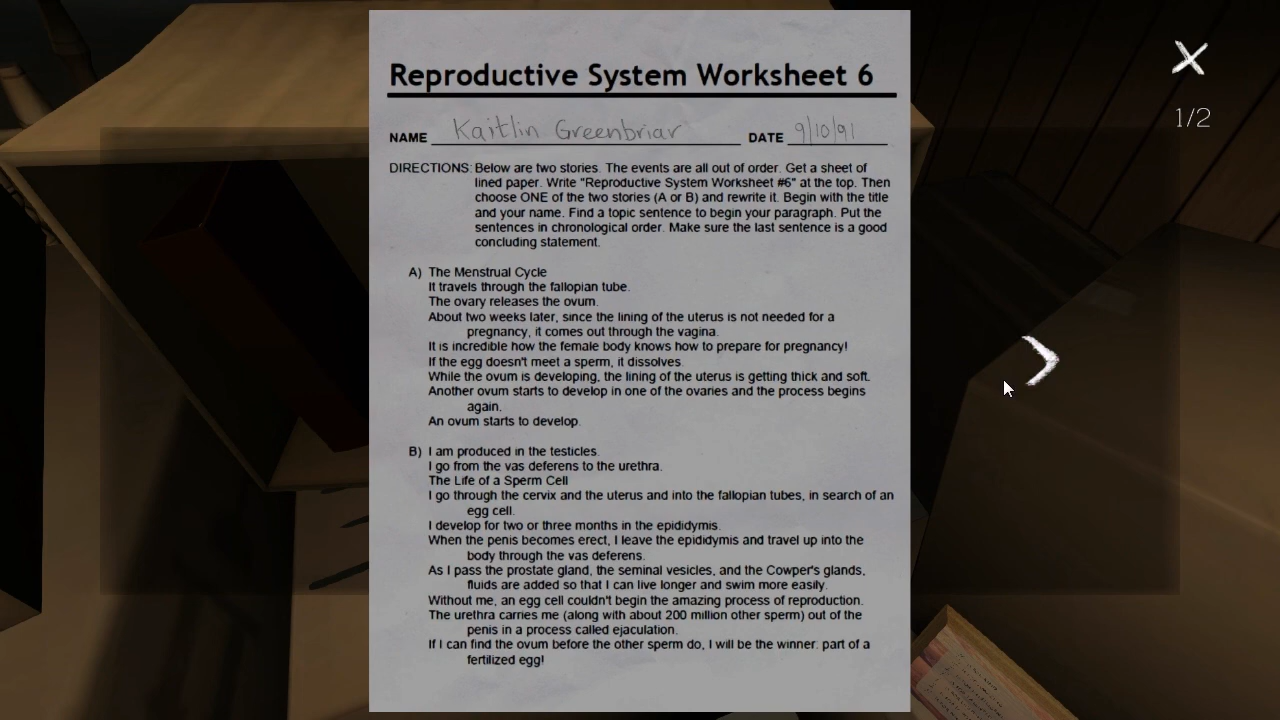 Reproductive System Worksheet 6
1/2
NAME Kaitlin Greenbriar DATE 9/10/91
DIRECTIONS: Below are two stories. The events are all out of order. Get a sheet of
lined paper. Write "Reproductive System Worksheet #6" at the top. Then
choose ONE of the two stories (A or B) and rewrite it. Begin with the title
and your name. Find a topic sentence to begin your paragraph. Put the
sentences in chronological order. Make sure the last sentence is a good
concluding statement.
A) The Menstrual Cycle
It travels through the fallopian tube.
The ovary releases the ovum.
About two weeks later, since the lining of the uterus is not needed for a
pregnancy, it comes out through the vagina.
It is incredible how the female body knows how to prepare for pregnancy!
If the egg doesn't meet a sperm, it dissolves.
While the ovum is developing, the lining of the uterus is getting thick and soft.
Another ovum starts to develop in one of the ovaries and the process begins
again.
An ovum starts to develop.
B) I am produced in the testicles.
I go from the vas deferens to the urethra.
The Life of a Sperm Cell
I go through the cervix and the uterus and into the fallopian tubes, in search of an
egg cell.
I develop for two or three months in the epididymis.
When the penis becomes erect, I leave the epididymis and travel up into the
body through the vas deferens.
As I pass the prostate gland, the seminal vesicles, and the Cowper's glands,
fluids are added so that I can live longer and swim more easily.
Without me, an egg cell couldn't begin the amazing process of reproduction.
The urethra carries me (along with about 200 million other sperm) out of the
penis in a process called ejaculation.
If I can find the ovum before the other sperm do, I will be the winner: part of a
fertilized egg!